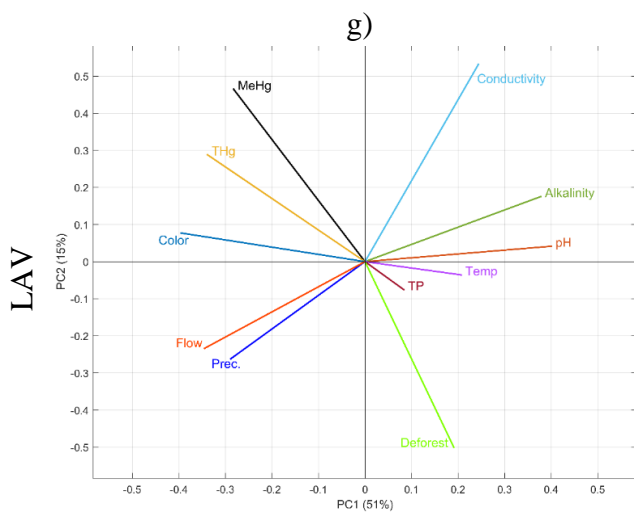 g)
LAV
PC2 (15%)
0.5
0.4
0.3
0.2
0.1
0
-0.1
-0.2
-0.3
-0.4
-0.5
MeHg
Conductivity
THg
Alkalinity
Color
pH
Temp
TP
Flow
Prec.
Deforest
-0.5 -0.4 -0.3 -0.2 -0.1 0 0.1 0.2 0.3 0.4 0.5
PC1 (51%)